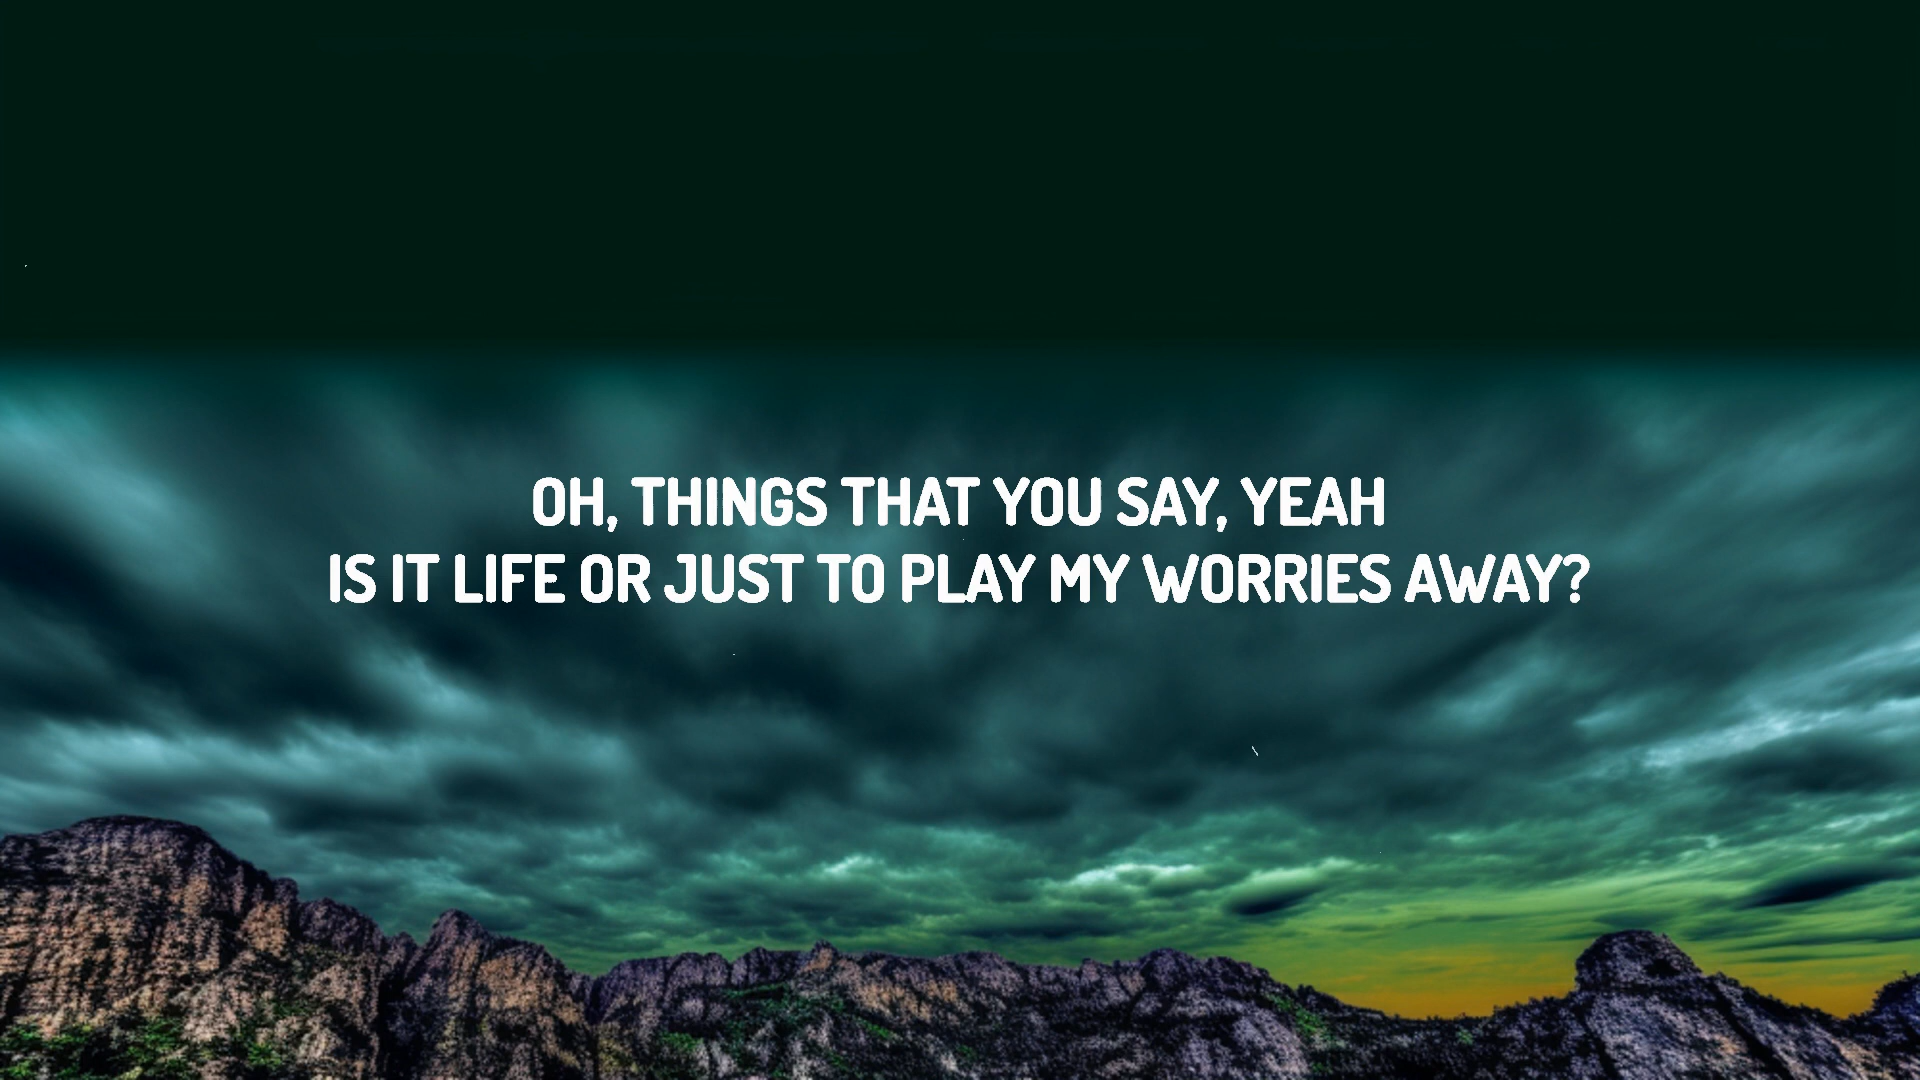 OH, THINGS THAT YOU SAY, YEAH
IS IT LIFE OR JUST TO PLAY MY WORRIES AWAY?